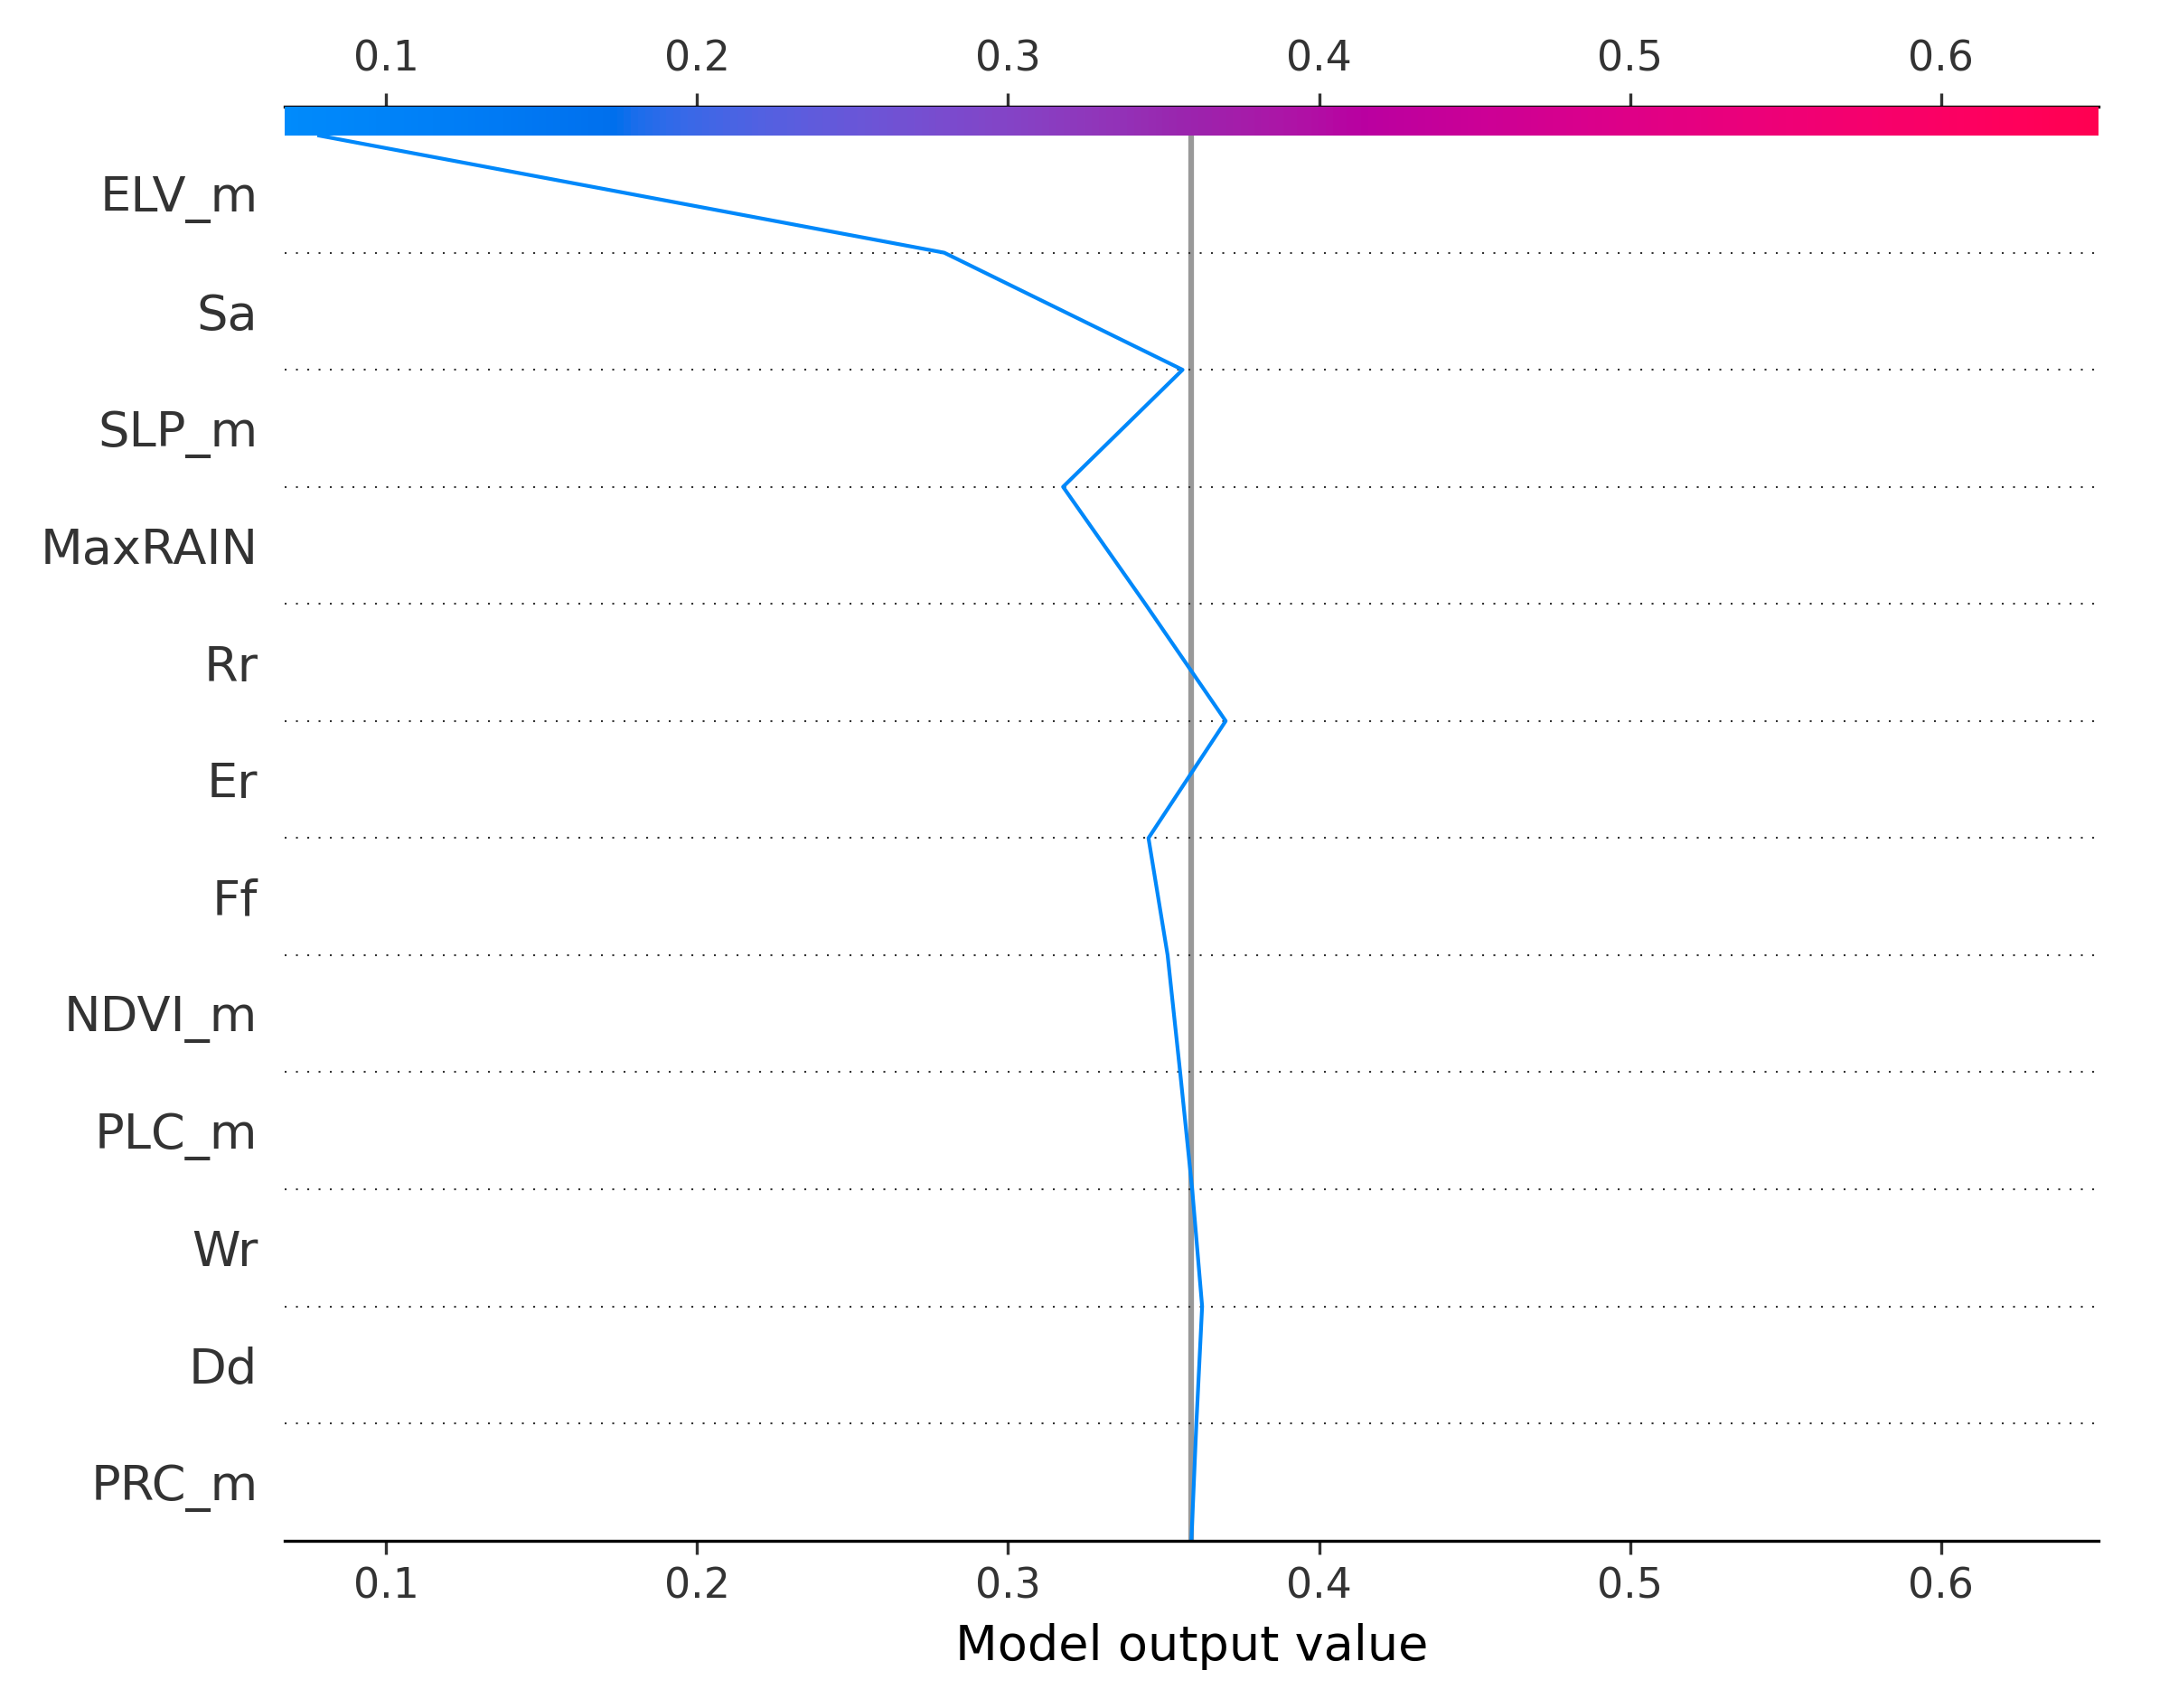 0.1 0.2 0.3 0.4 0.5 0.6
ELV_m
Sa
SLP_m
MaxRAIN
Rr
Er
Ff
NDVI_m
PLC_m
Wr
Dd
PRC_m
0.1 0.2 0.3 0.4 0.5 0.6
Model output value